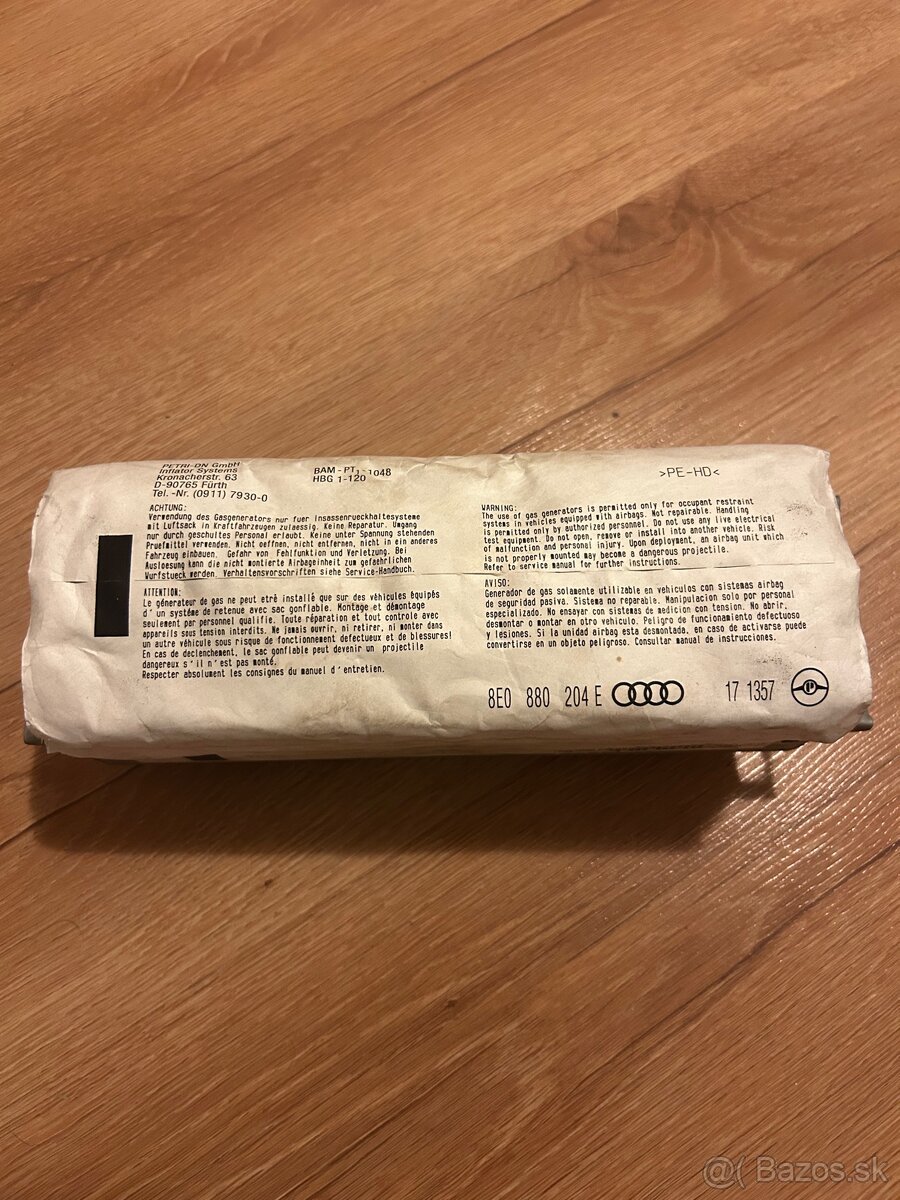 PETRI-DN GmbH
Inflator Systems
Kronacherstr. 63
D-90765 Fürth
Tel.-Nr. (0911) 7930-0
BAM-PT1-1048
HBG 1-120
>PE-HD<
ACHTUNG:
Verwendung des Gasgenerators nur fuer Insassenrueckhaltesysteme
mit Luftsack in Kraftfahrzeugen zulaessig. Keine Reparatur. Umgang
nur durch geschultes Personal erlaubt. Keine unter Spannung stehenden
Pruefmittel verwenden. Nicht oeffnen, nicht entfernen, nicht in ein anderes
Fahrzeug einbauen. Gefahr von Fehlfunktion und Verletzung. Bei
Ausloesung kann die nicht montierte Airbageinheit zum gefaehrlichen
Wurfstueck werden. Verhaltensvorschriften siehe Service-Handbuch.
WARNING:
The use of gas generators is permitted only for occupant restraint
systems in vehicles equipped with airbags. Not repairable. Handling
is permitted only by authorized personnel. Do not use any live electrical
test equipment. Do not open, remove or install into another vehicle. Risk
of malfunction and personal injury. Upon deployment, an airbag unit which
is not properly mounted may become a dangerous projectile.
Refer to service manual for further instructions.
ATTENTION:
Le génerateur de gas ne peut etré installé que sur des véhicules équipés
d'un systéme de retenue avec sac gonflable. Montage et démontage
seulement par personnel qualifie. Toute réparation et tout controle avec
appareils sous tension interdits. Ne jamais ouvrir, ni retirer, ni monter dans
un autre véhicule sous risque de fonctionnement defectueux et de blessures!
En cas de declenchement, le sac gonflable peut devenir un projectile
dangereux s'il n'est pas monté.
Respecter absolument les consignes du manuel d'entretien.
AVISO:
Generador de gas solamente utilizable en vehiculos con sistemas airbag
de seguridad pasiva. Sistema no reparable. Manipulacion solo por personal
especializado. No ensayar con sistemas de medicion con tension. No abrir,
desmontar o montar en otro vehiculo. Peligro de funcionamiento defectuoso
y lesiones. Si la unidad airbag esta desmontada, en caso de activarse puede
convertirse en un objeto peligroso. Consultar manual de instrucciones.
8E0 880 204 E
17 1357
@( Bazos.sk